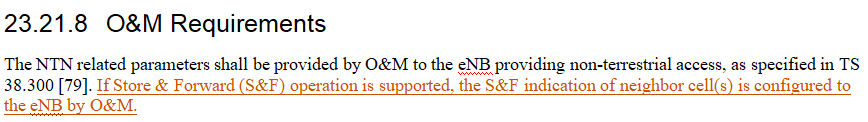 23.21.8 O&M Requirements
The NTN related parameters shall be provided by O&M to the eNB providing non-terrestrial access, as specified in TS
38.300 [79]. If Store & Forward (S&F) operation is supported, the S&F indication of neighbor cell(s) is configured to
the eNB by O&M.